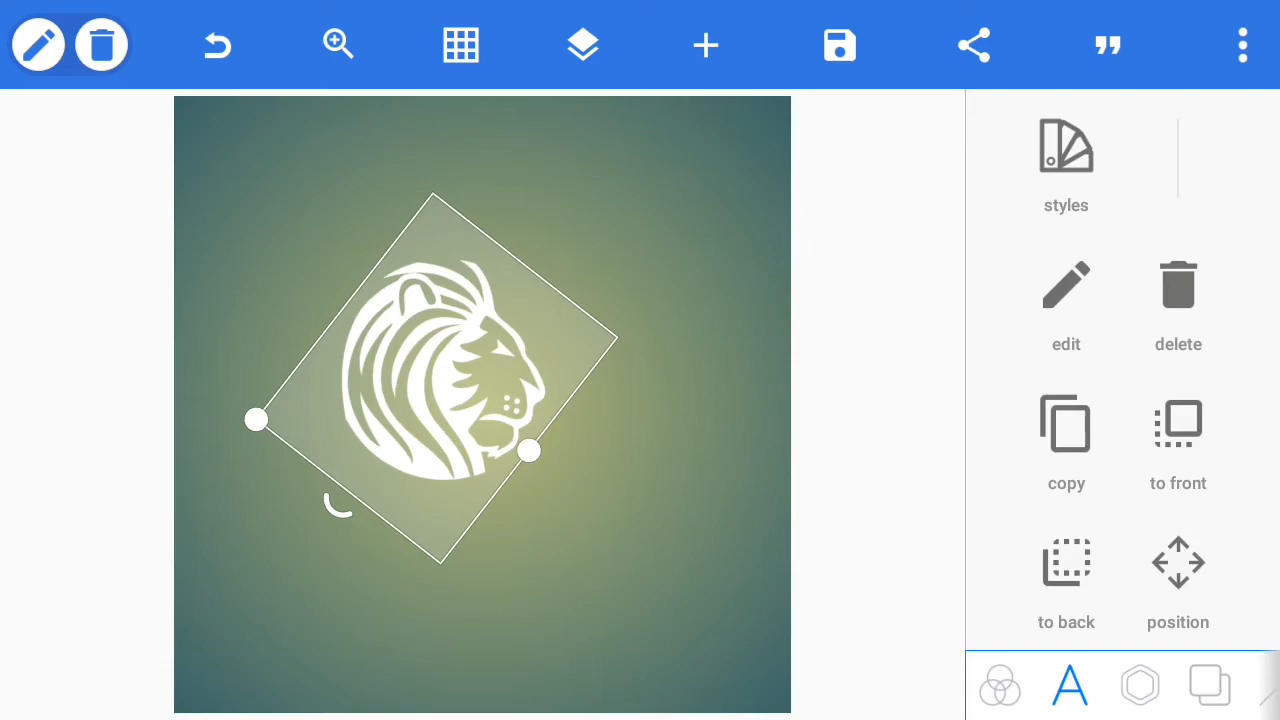 styles
edit
delete
copy
to front
to back
position